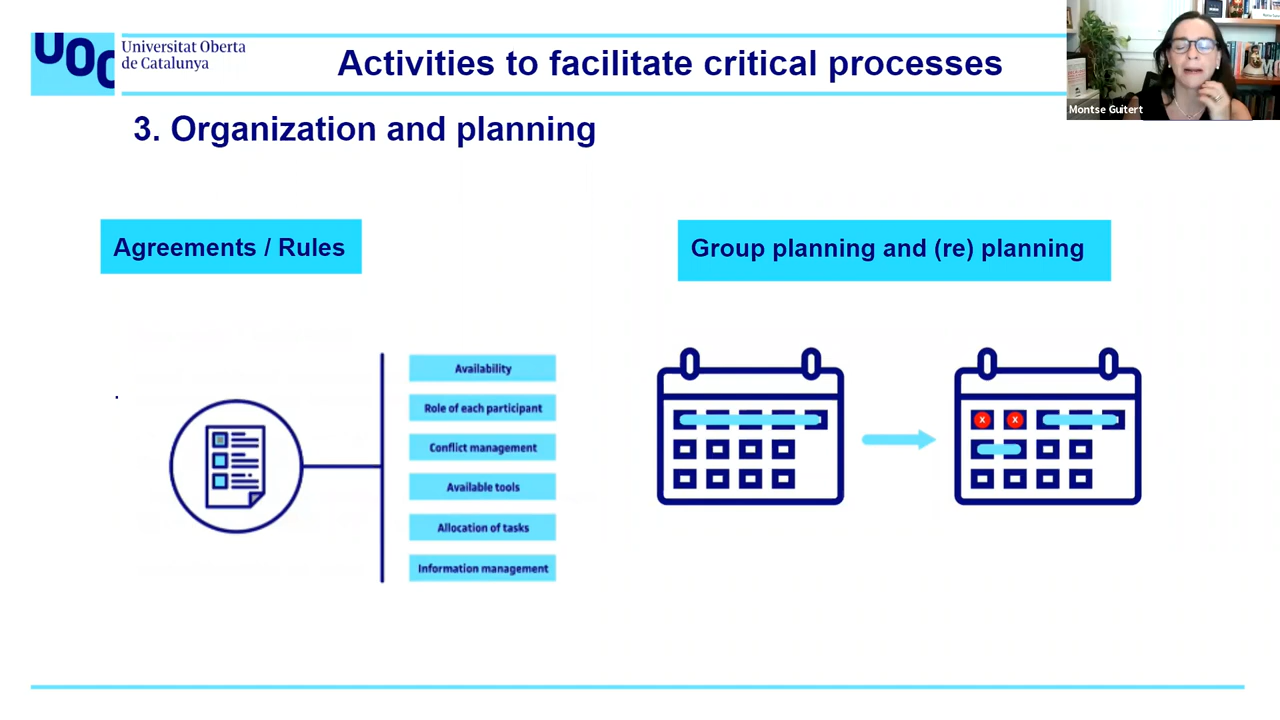 UOC
Universitat Oberta
de Catalunya
Activities to facilitate critical processes
Montse Guitert
3. Organization and planning
Agreements / Rules
Group planning and (re) planning
Availability
Role of each participant
Conflict management
Available tools
Allocation of tasks
Information management
x x